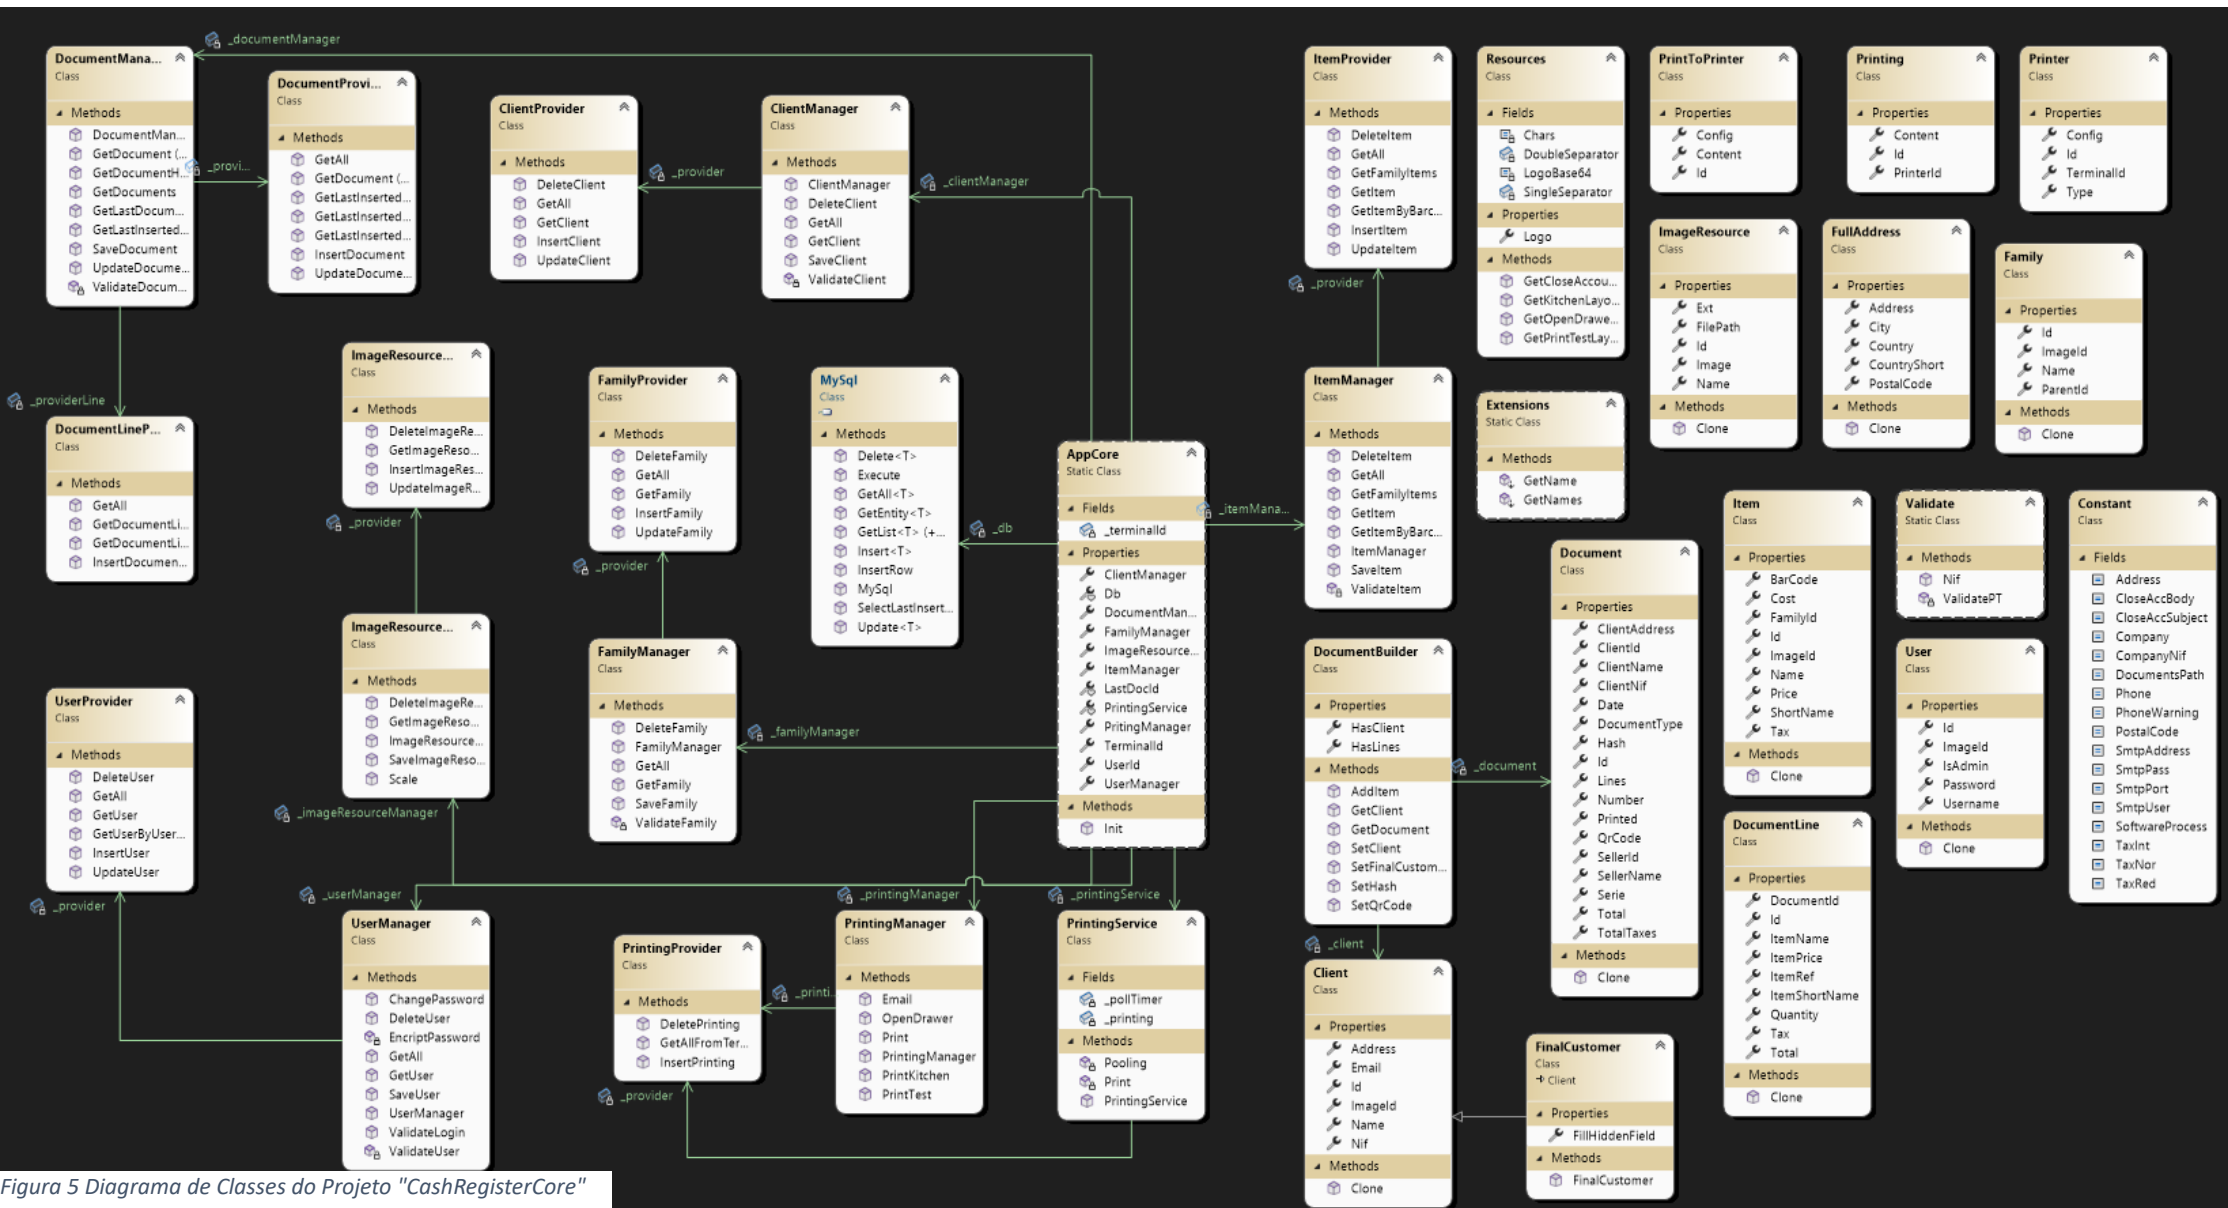 _documentManager
DocumentMana...
Class
Methods
DocumentMan...
GetDocument (...
GetDocumentH...
GetDocuments
GetLastDocum...
GetLastInserted...
SaveDocument
UpdateDocume...
ValidateDocum...
_provi...
DocumentProvi...
Class
Methods
GetAll
GetDocument (...
GetLastInserted...
GetLastInserted...
GetLastInserted...
InsertDocument
UpdateDocume...
ClientProvider
Class
Methods
DeleteClient
GetAll
GetClient
InsertClient
UpdateClient
_provider
ClientManager
Class
Methods
ClientManager
DeleteClient
GetAll
GetClient
SaveClient
ValidateClient
_clientManager
ItemProvider
Class
Methods
DeleteItem
GetAll
GetFamilyItems
GetItem
GetItemByBarc...
InsertItem
UpdateItem
_provider
Resources
Class
Fields
Chars
DoubleSeparator
LogoBase64
SingleSeparator
Properties
Logo
Methods
GetCloseAccou...
GetKitchenLayo...
GetOpenDrawe...
GetPrintTestLay...
PrintToPrinter
Class
Properties
Config
Content
Id
Printing
Class
Properties
Content
Id
PrinterId
Printer
Class
Properties
Config
Id
TerminalId
Type
ImageResource
Class
Properties
Ext
FilePath
Id
Image
Name
Methods
Clone
FullAddress
Class
Properties
Address
City
Country
CountryShort
PostalCode
Methods
Clone
Family
Class
Properties
Id
ImageId
Name
ParentId
Methods
Clone
_providerLine
DocumentLineP...
Class
Methods
GetAll
GetDocumentLi...
GetDocumentLi...
InsertDocumen...
ImageResource...
Class
Methods
DeleteImageRe...
GetImageReso...
InsertImageRes...
UpdateImageR...
_provider
FamilyProvider
Class
Methods
DeleteFamily
GetAll
GetFamily
InsertFamily
UpdateFamily
_provider
MySql
Class
Methods
Delete<T>
Execute
GetAll<T>
GetEntity<T>
GetList<T> (+...
Insert<T>
InsertRow
MySql
SelectLastInsert...
Update<T>
_db
AppCore
Static Class
Fields
_terminalId
Properties
ClientManager
Db
DocumentMan...
FamilyManager
ImageResource...
ItemManager
LastDocId
PrintingService
PritingManager
TerminalId
UserId
UserManager
Methods
Init
_itemMana...
ItemManager
Class
Methods
DeleteItem
GetAll
GetFamilyItems
GetItem
GetItemByBarc...
ItemManager
SaveItem
ValidateItem
Extensions
Static Class
Methods
GetName
GetNames
Document
Class
Properties
ClientAddress
ClientId
ClientName
ClientNif
Date
DocumentType
Hash
Id
Lines
Number
Printed
QrCode
SellerId
SellerName
Serie
Total
TotalTaxes
Methods
Clone
Item
Class
Properties
BarCode
Cost
FamilyId
Id
ImageId
Name
Price
ShortName
Tax
Methods
Clone
Validate
Static Class
Methods
Nif
ValidatePT
Constant
Class
Fields
Address
CloseAccBody
CloseAccSubject
Company
CompanyNif
DocumentsPath
Phone
PhoneWarning
PostalCode
SmtpAddress
SmtpPass
SmtpPort
SmtpUser
SoftwareProcess
TaxInt
TaxNor
TaxRed
User
Class
Properties
Id
ImageId
IsAdmin
Password
Username
Methods
Clone
DocumentLine
Class
Properties
DocumentId
Id
ItemName
ItemPrice
ItemRef
ItemShortName
Quantity
Tax
Total
Methods
Clone
ImageResource...
Class
Methods
DeleteImageRe...
GetImageReso...
ImageResource...
SaveImageReso...
Scale
_imageResourceManager
FamilyManager
Class
Methods
DeleteFamily
FamilyManager
GetAll
GetFamily
SaveFamily
ValidateFamily
_familyManager
DocumentBuilder
Class
Properties
HasClient
HasLines
Methods
AddItem
GetClient
GetDocument
SetClient
SetFinalCustom...
SetHash
SetQrCode
_document
_client
UserProvider
Class
Methods
DeleteUser
GetAll
GetUser
GetUserByUser...
InsertUser
UpdateUser
_provider
_userManager
UserManager
Class
Methods
ChangePassword
DeleteUser
EncriptPassword
GetAll
GetUser
SaveUser
UserManager
ValidateLogin
ValidateUser
PrintingProvider
Class
Methods
DeletePrinting
GetAllFromTer...
InsertPrinting
_provider
_printi...
_printingManager
PrintingManager
Class
Methods
Email
OpenDrawer
Print
PrintingManager
PrintKitchen
PrintTest
_printingService
PrintingService
Class
Fields
_pollTimer
_printing
Methods
Pooling
Print
PrintingService
Client
Class
Properties
Address
Email
Id
ImageId
Name
Nif
Methods
Clone
FinalCustomer
Class
Client
Properties
FillHiddenField
Methods
FinalCustomer
Figura 5 Diagrama de Classes do Projeto "CashRegisterCore"